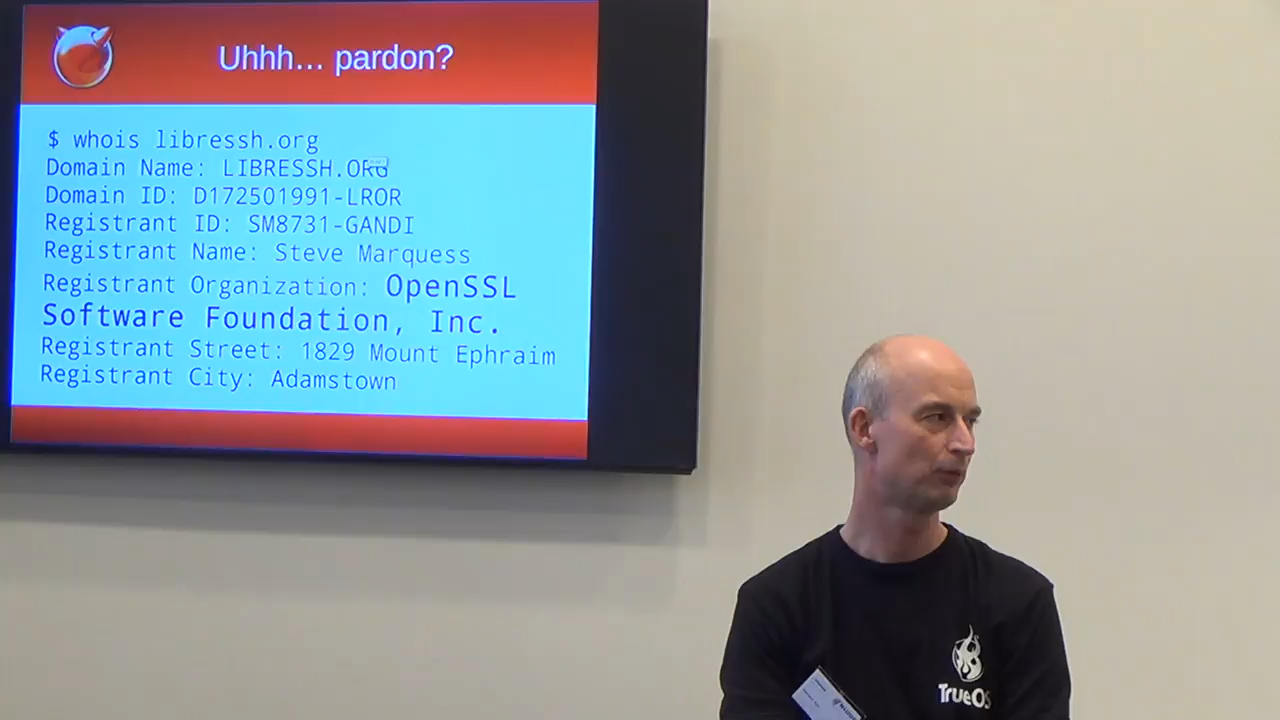 Uhhh... pardon?
$ whois libressh.org
Domain Name: LIBRESSH.ORG
Domain ID: D172501991-LROR
Registrant ID: SM8731-GANDI
Registrant Name: Steve Marquess
Registrant Organization: OpenSSL
Software Foundation, Inc.
Registrant Street: 1829 Mount Ephraim
Registrant City: Adamstown
TrueOS